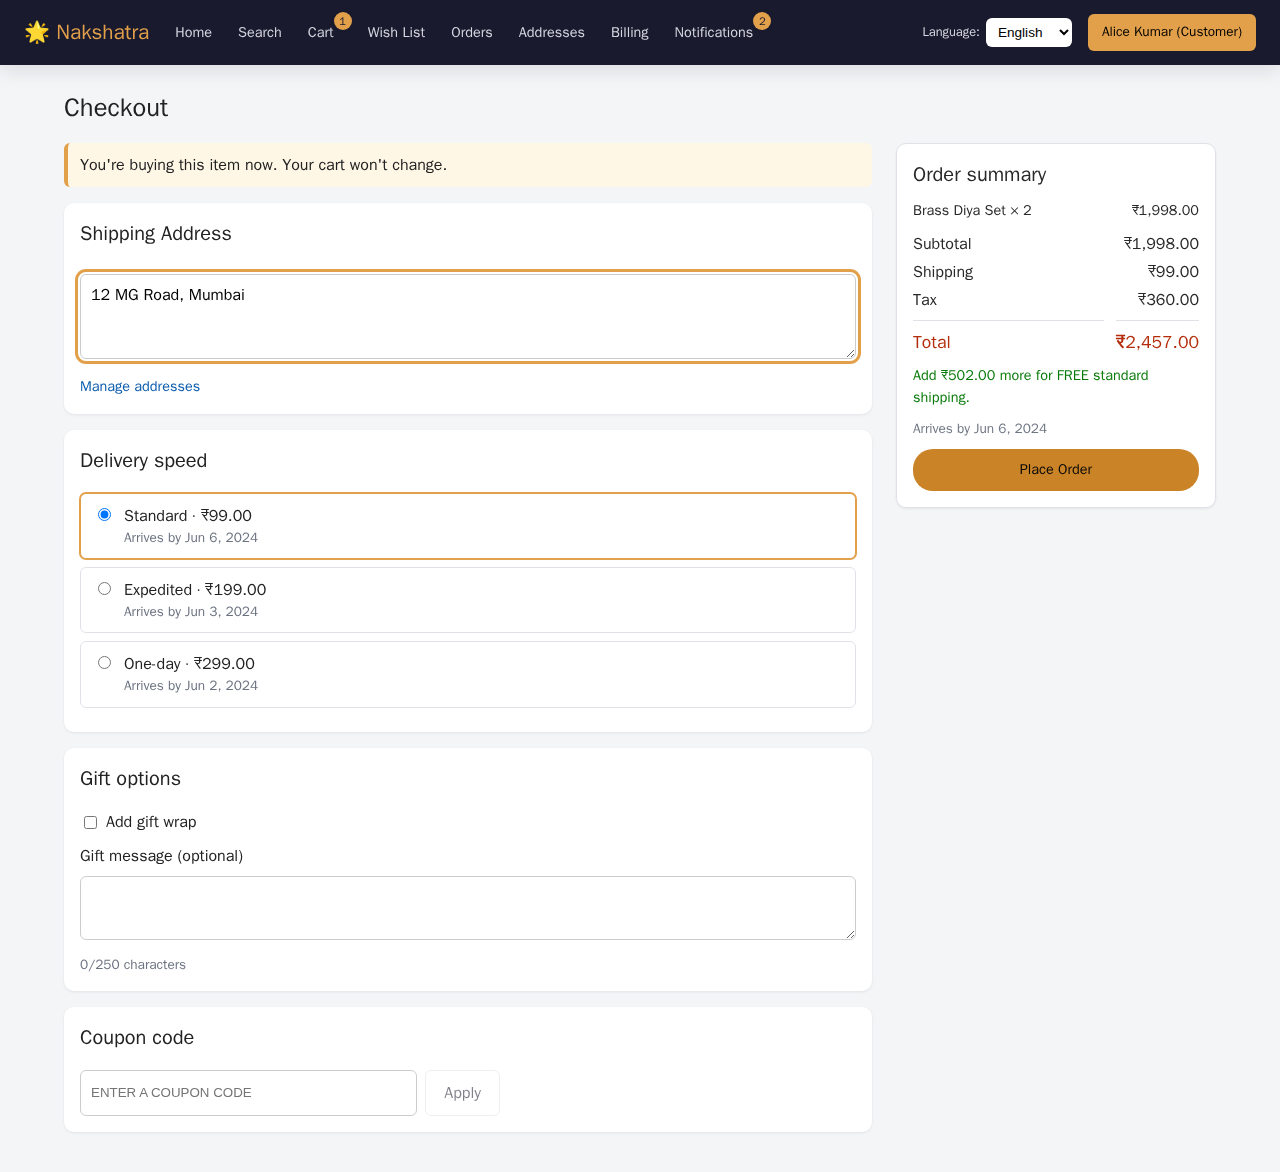 🌟 Nakshatra
Home
Search
Cart
1
Wish List
Orders
Addresses
Billing
Notifications
2
Language:
English
Alice Kumar (Customer)
Checkout
You're buying this item now. Your cart won't change.
Shipping Address
12 MG Road, Mumbai
Manage addresses
Delivery speed
Standard · ₹99.00
Arrives by Jun 6, 2024
Expedited · ₹199.00
Arrives by Jun 3, 2024
One-day · ₹299.00
Arrives by Jun 2, 2024
Gift options
Add gift wrap
Gift message (optional)
0/250 characters
Coupon code
ENTER A COUPON CODE
Apply
Order summary
Brass Diya Set × 2 ₹1,998.00
Subtotal ₹1,998.00
Shipping ₹99.00
Tax ₹360.00
Total ₹2,457.00
Add ₹502.00 more for FREE standard
shipping.
Arrives by Jun 6, 2024
Place Order